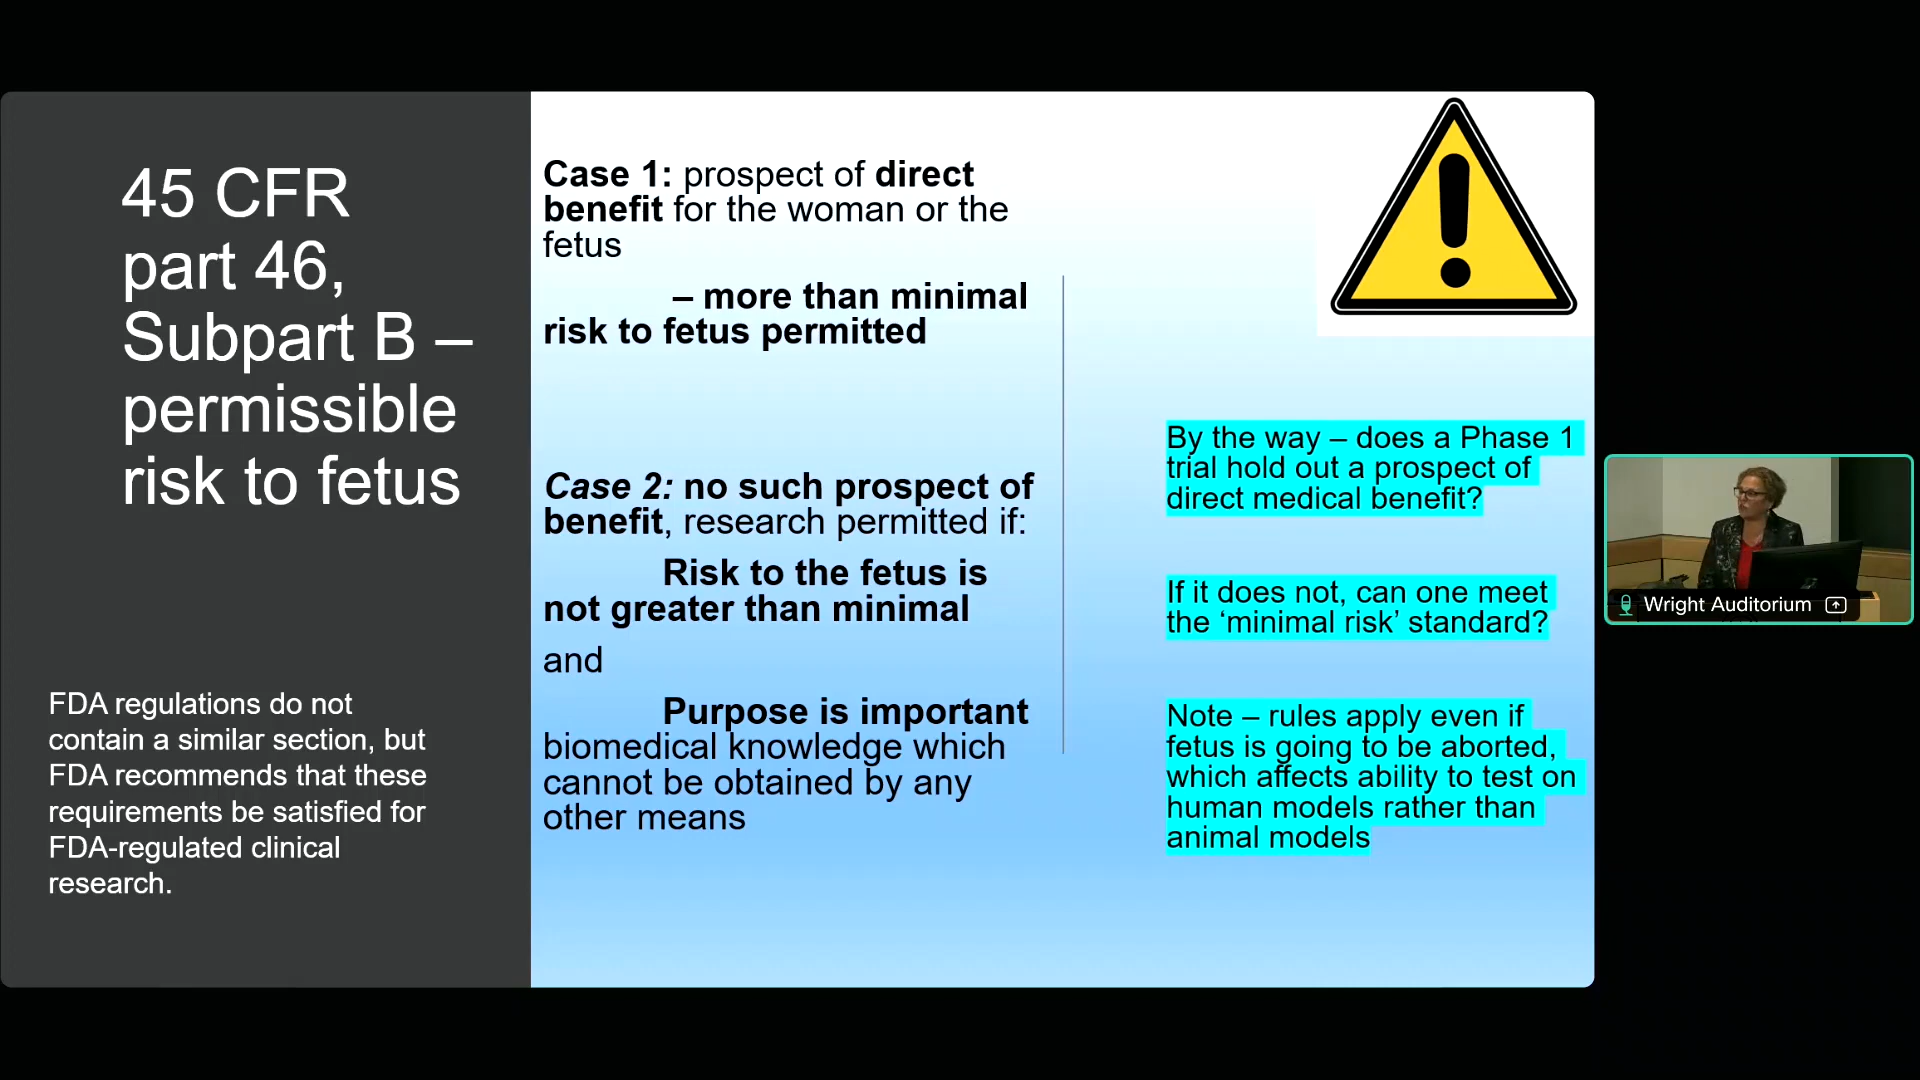 45 CFR
part 46,
Subpart B –
permissible
risk to fetus
FDA regulations do not
contain a similar section, but
FDA recommends that these
requirements be satisfied for
FDA-regulated clinical
research.
Case 1: prospect of direct
benefit for the woman or the
fetus
– more than minimal
risk to fetus permitted
Case 2: no such prospect of
benefit, research permitted if:
Risk to the fetus is
not greater than minimal
and
Purpose is important
biomedical knowledge which
cannot be obtained by any
other means
By the way – does a Phase 1
trial hold out a prospect of
direct medical benefit?
If it does not, can one meet
the ‘minimal risk’ standard?
Note – rules apply even if
fetus is going to be aborted,
which affects ability to test on
human models rather than
animal models
Wright Auditorium